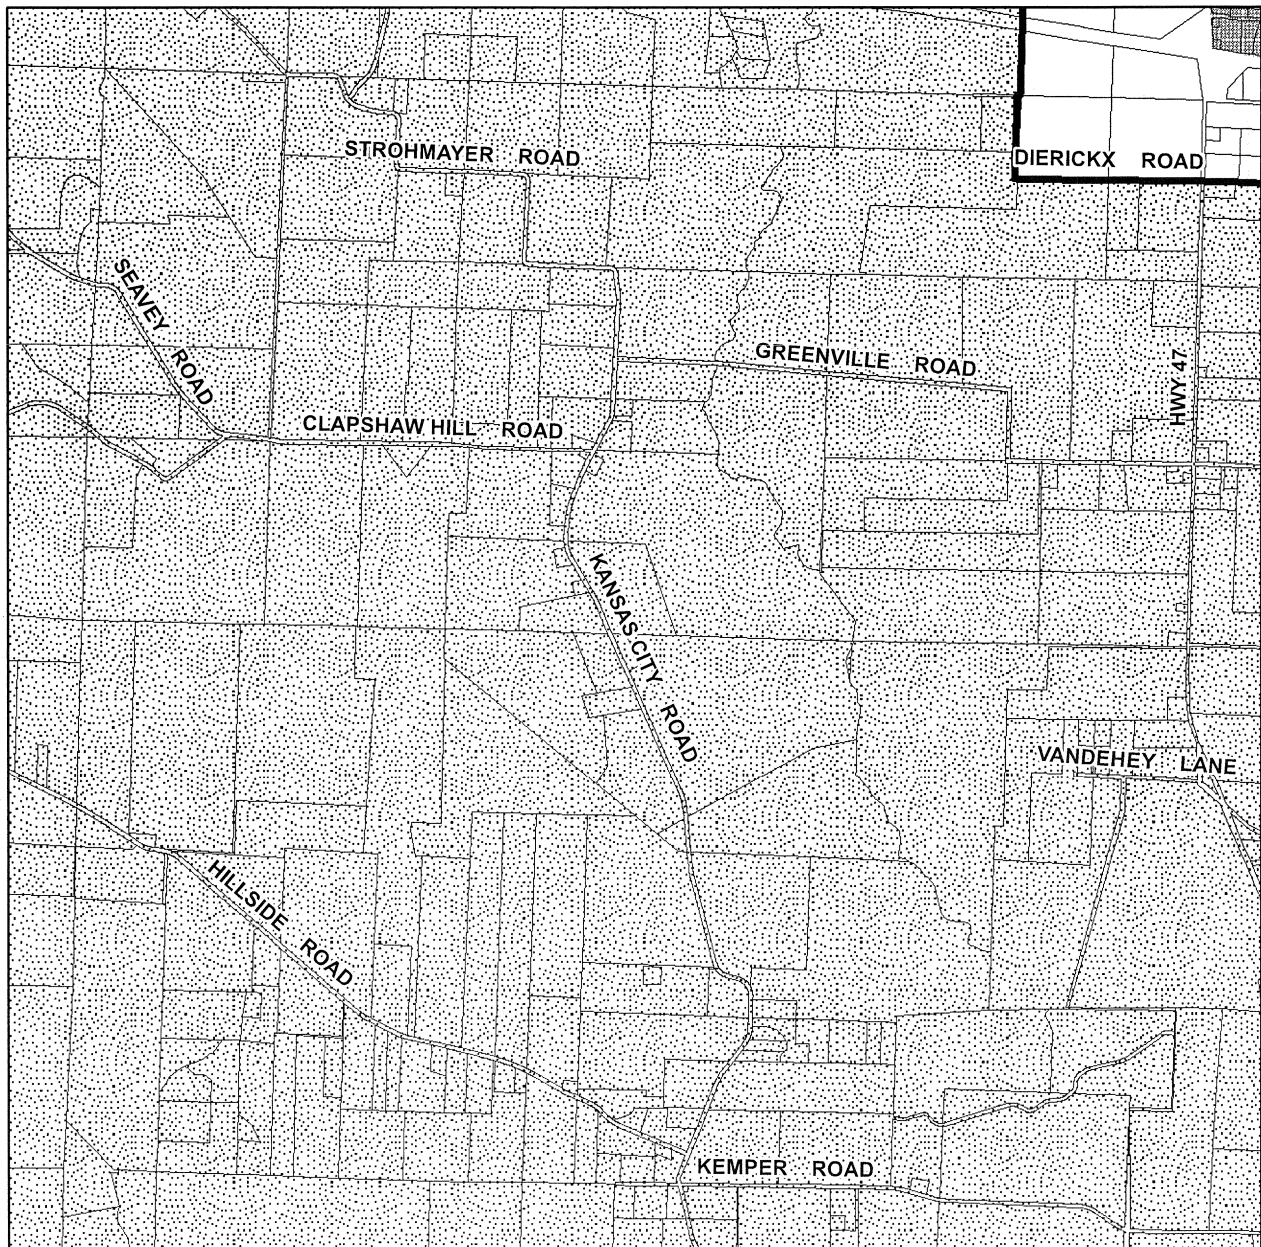 STROHMAYER ROAD
DIERICKX ROAD
SEAVEY ROAD
GREENVILLE ROAD
HWY 47
CLAPSHAW HILL ROAD
KANSAS CITY ROAD
VANDEHEY LANE
HILLSIDE ROAD
KEMPER ROAD